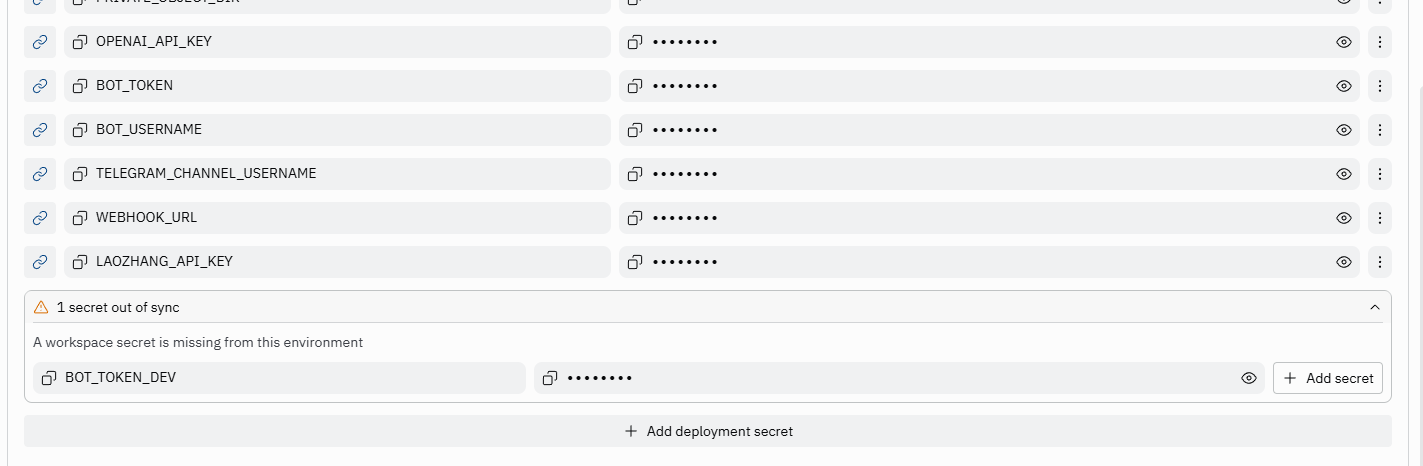 PRIVATE_OBJECT_DIR
OPENAI_API_KEY ••••••••
BOT_TOKEN ••••••••
BOT_USERNAME ••••••••
TELEGRAM_CHANNEL_USERNAME ••••••••
WEBHOOK_URL ••••••••
LAOZHANG_API_KEY ••••••••
1 secret out of sync
A workspace secret is missing from this environment
BOT_TOKEN_DEV •••••••• + Add secret
+ Add deployment secret